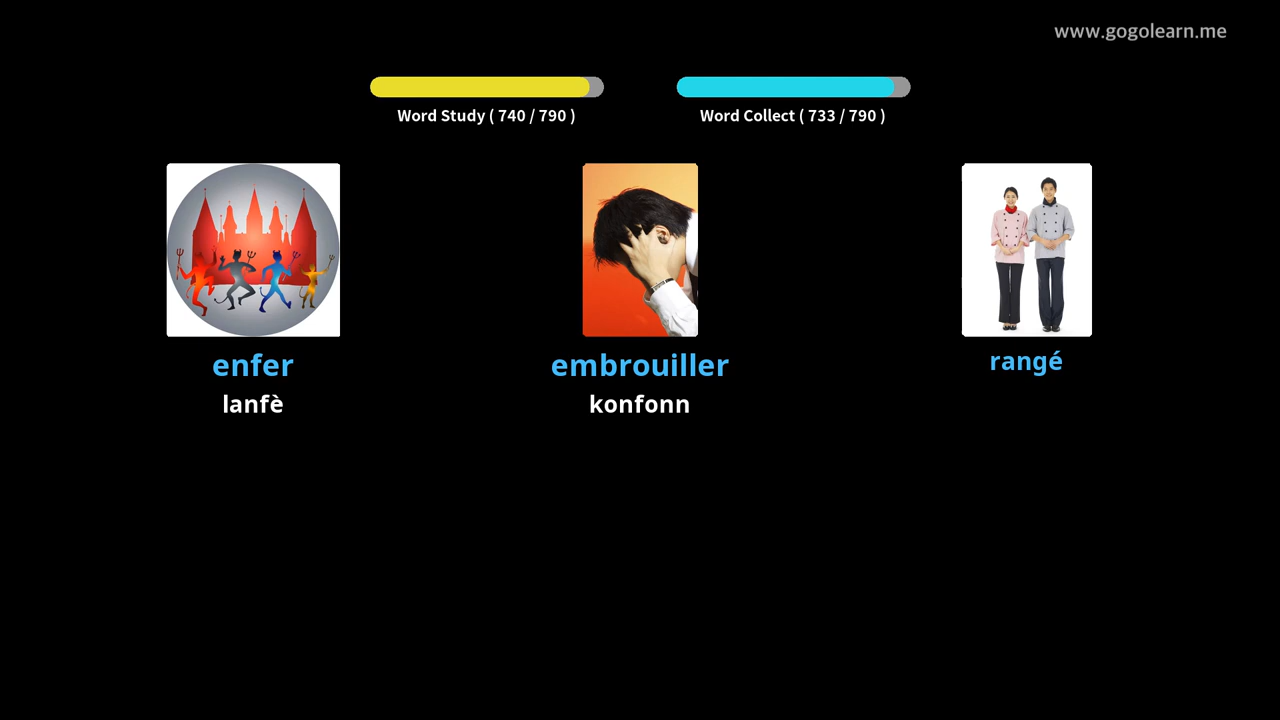 www.gogolearn.me
Word Study ( 740 / 790 )
Word Collect ( 733 / 790 )
enfer
lanfè
embrouiller
konfonn
rangé